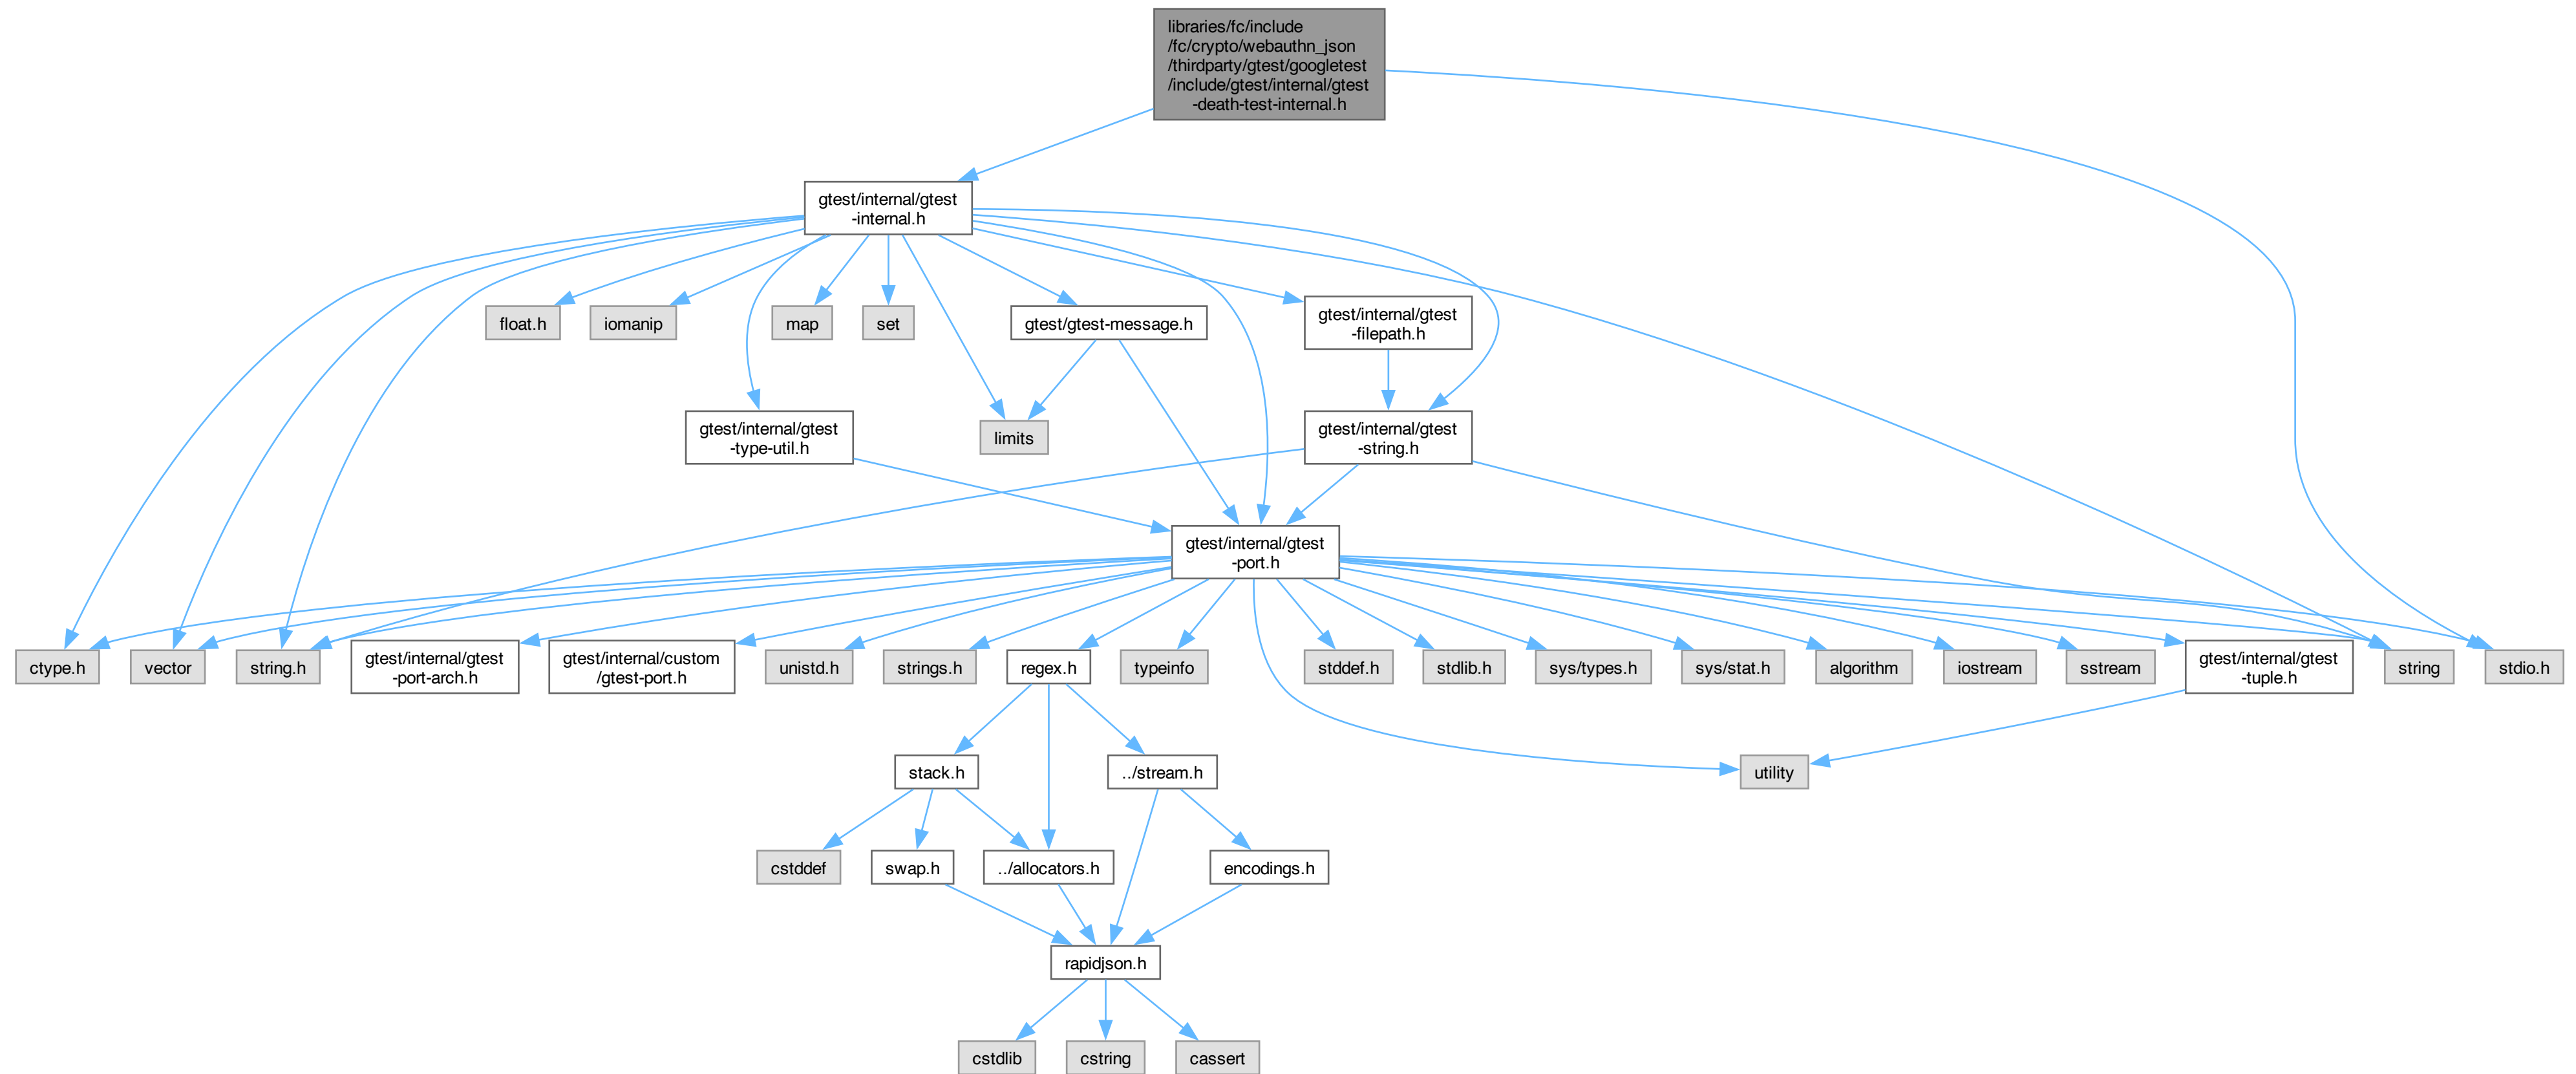 libraries/fc/include
/fc/crypto/webauthn_json
/thirdparty/gtest/googletest
/include/gtest/internal/gtest
-death-test-internal.h
gtest/internal/gtest
-internal.h
float.h
iomanip
map
set
gtest/gtest-message.h
gtest/internal/gtest
-filepath.h
gtest/internal/gtest
-type-util.h
limits
gtest/internal/gtest
-string.h
gtest/internal/gtest
-port.h
ctype.h
vector
string.h
gtest/internal/gtest
-port-arch.h
gtest/internal/custom
/gtest-port.h
unistd.h
strings.h
regex.h
typeinfo
stddef.h
stdlib.h
sys/types.h
sys/stat.h
algorithm
iostream
sstream
gtest/internal/gtest
-tuple.h
string
stdio.h
stack.h
../stream.h
utility
cstddef
swap.h
../allocators.h
encodings.h
rapidjson.h
cstdlib
cstring
cassert